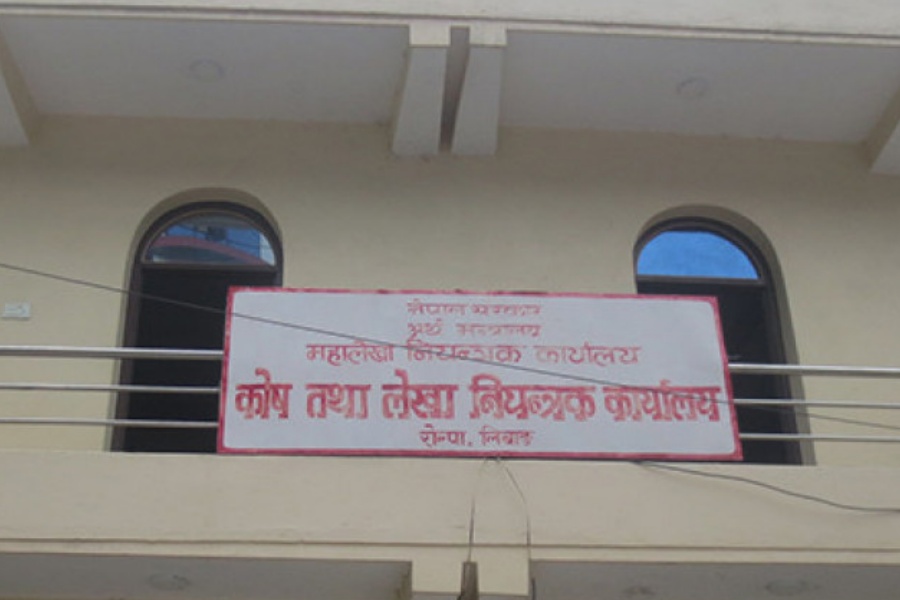 नेपाल सरकार
अर्थ मन्त्रालय
महालेखा नियन्त्रक कार्यालय
कोष तथा लेखा नियन्त्रक कार्यालय
रोल्पा, लिबाङ